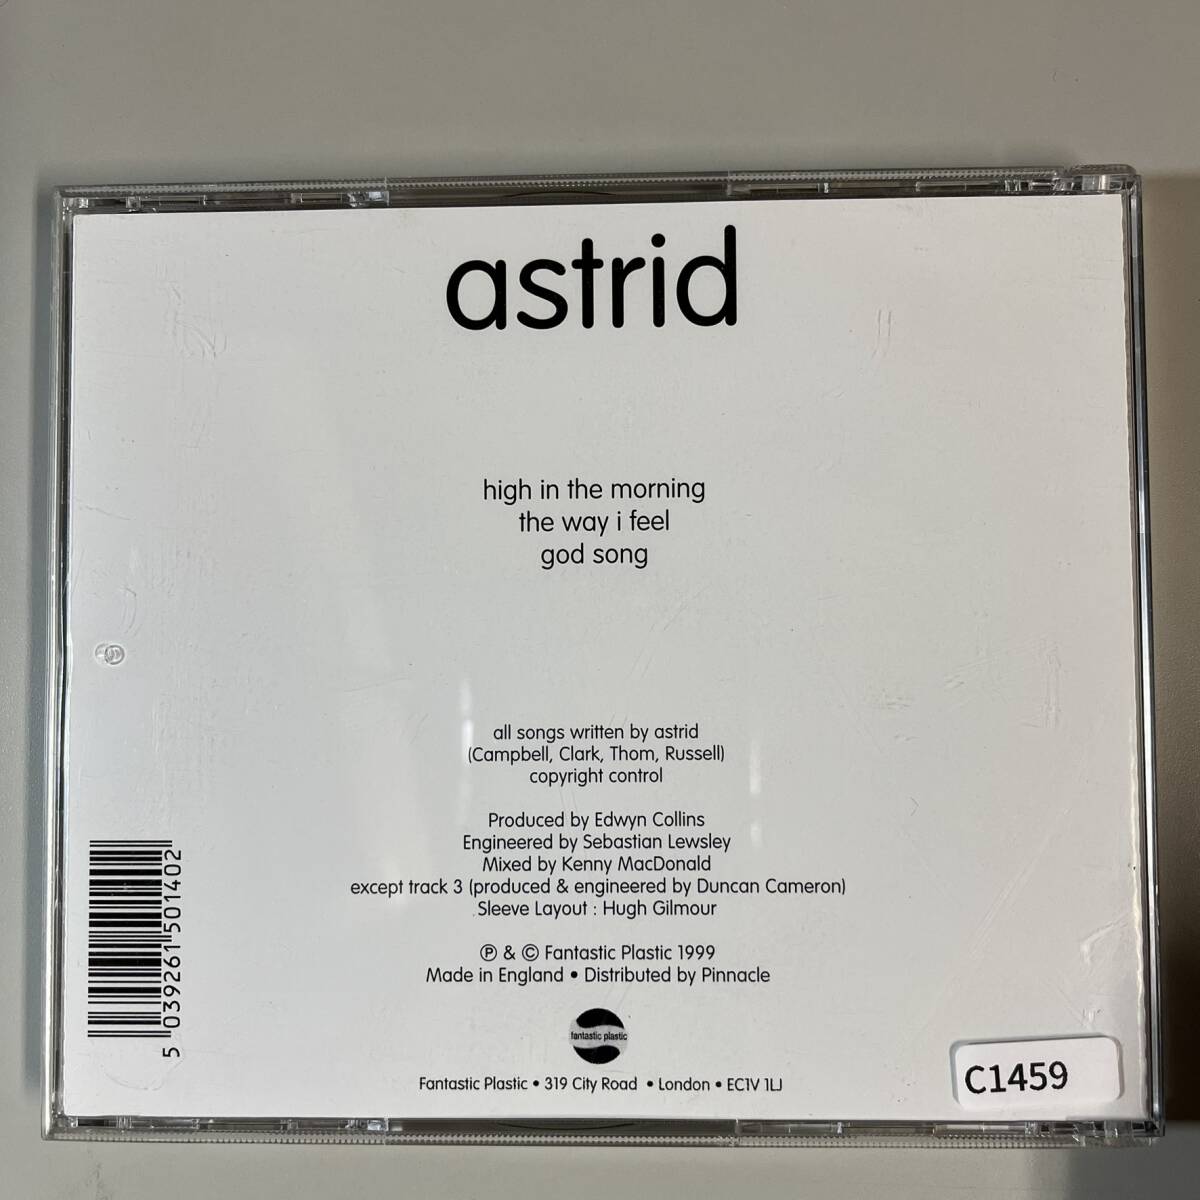 astrid
high in the morning
the way i feel
god song
all songs written by astrid
(Campbell, Clark, Thom, Russell)
copyright control
Produced by Edwyn Collins
Engineered by Sebastian Lewsley
Mixed by Kenny MacDonald
except track 3 (produced & engineered by Duncan Cameron)
Sleeve Layout : Hugh Gilmour
℗ & © Fantastic Plastic 1999
Made in England • Distributed by Pinnacle
fantastic plastic
Fantastic Plastic • 319 City Road • London • EC1V 1LJ
5 039261 501402
C1459